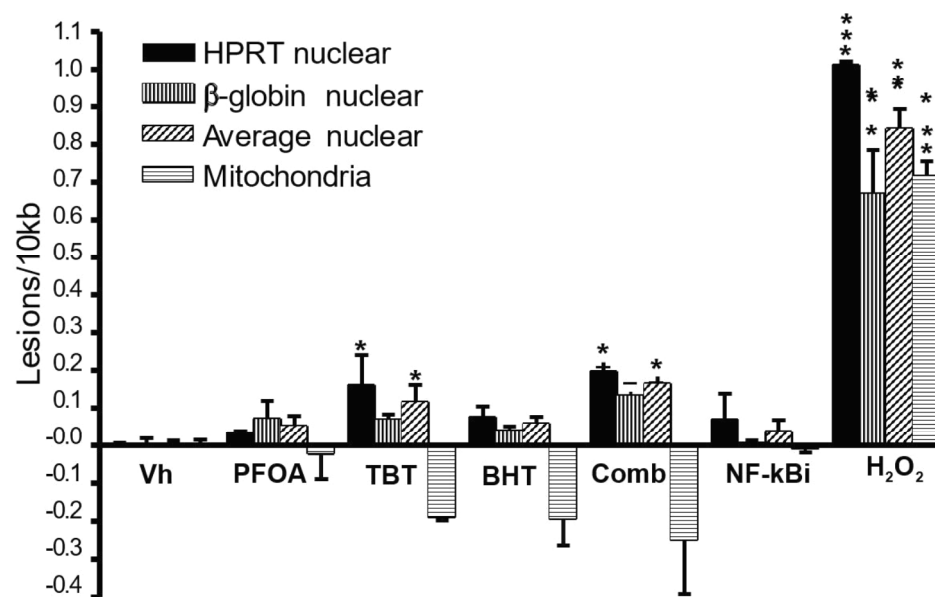 1.1
1.0
0.9
0.8
0.7
0.6
0.5
0.4
0.3
0.2
0.1
-0.0
-0.1
-0.2
-0.3
-0.4
Lesions/10kb
HPRT nuclear
β-globin nuclear
Average nuclear
Mitochondria
* * *
* *
* *
* * *
* * * *
Vh PFOA TBT BHT Comb NF-kBi H₂O₂